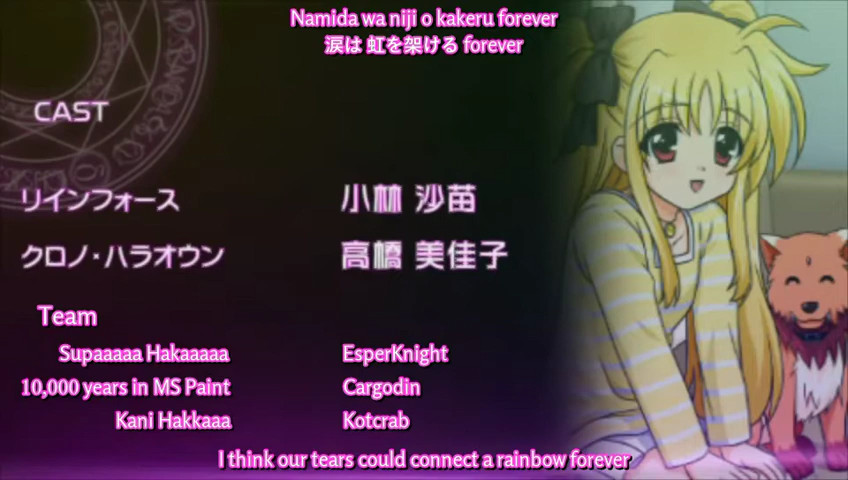 Namida wa niji o kakeru forever
涙は 虹を架ける forever
CAST
リインフォース 小林 沙苗
クロノ・ハラオウン 高橋 美佳子
Team
Supaaaaa Hakaaaaa EsperKnight
10,000 years in MS Paint Cargodin
Kani Hakkaaa Kotcrab
I think our tears could connect a rainbow forever